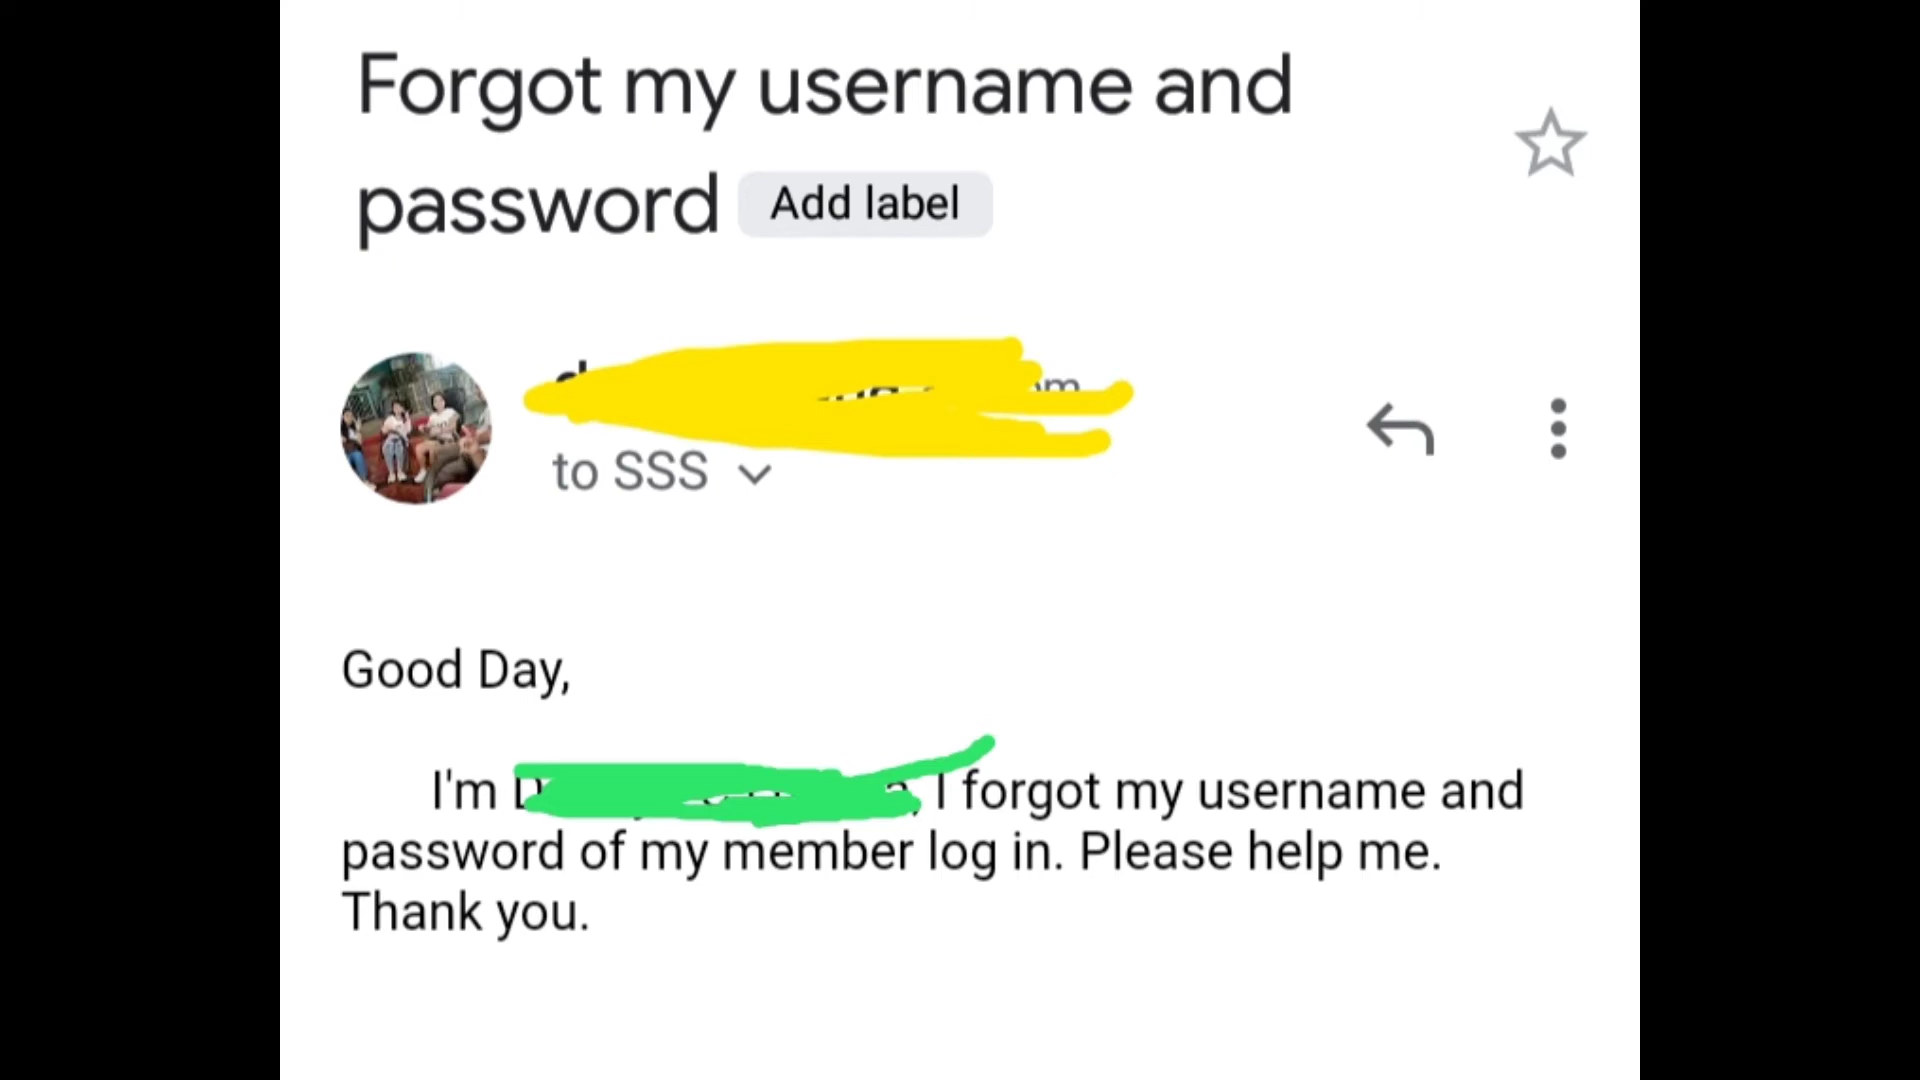 Forgot my username and
password Add label
to SSS
Good Day,
I'm I forgot my username and
password of my member log in. Please help me.
Thank you.